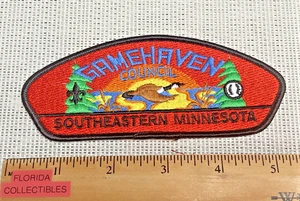 GAMEHAVEN
COUNCIL
SOUTHEASTERN MINNESOTA
FLORIDA
COLLECTIBLES
1 2 3 4 5